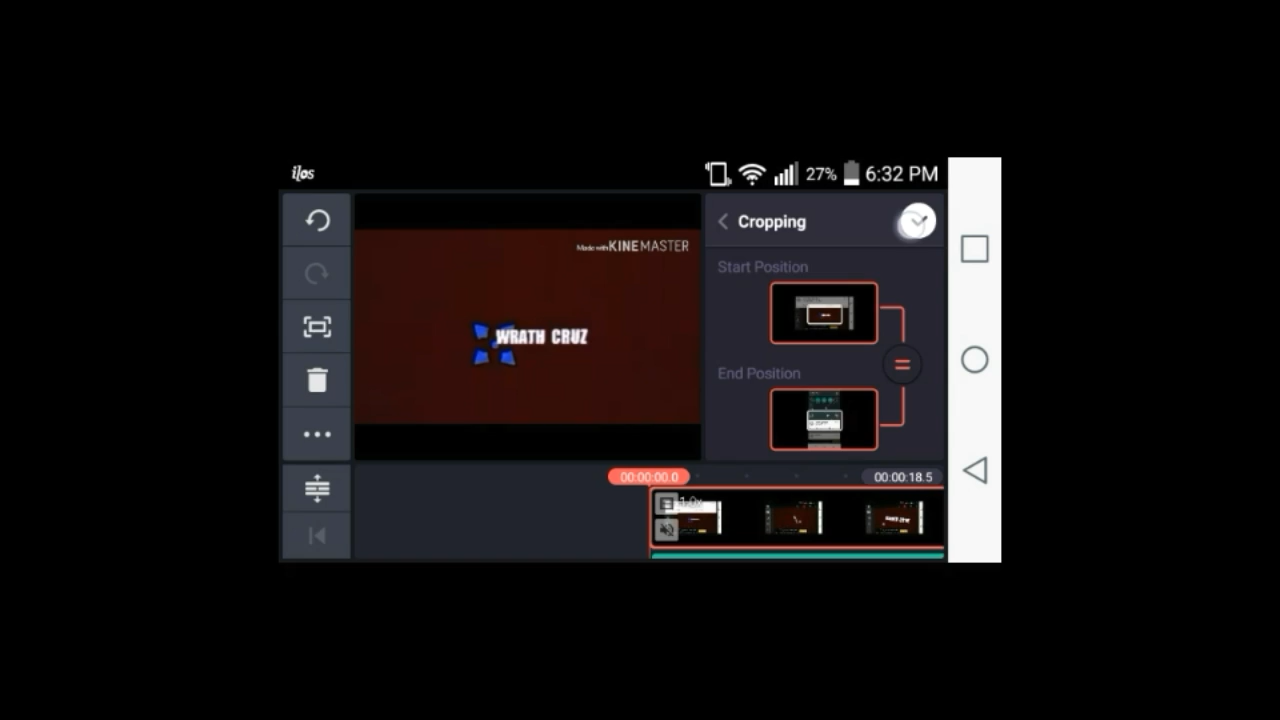 ilos
27% 6:32 PM
Cropping
Made with KINEMASTER
Start Position
WRATH CRUZ
End Position
00:00:00.0
00:00:18.5
1.0x